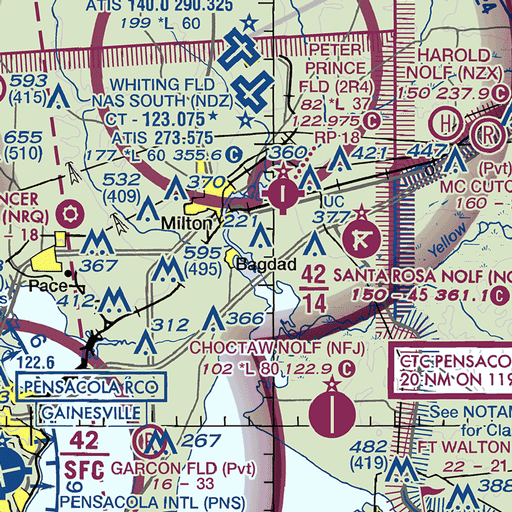 ATIS 140.0 290.325
199 *L 60
593
(415)
WHITING FLD
NAS SOUTH (NDZ)
CT - 123.075 *
ATIS 273.575
177 *L 60 355.6 C
PETER
PRINCE
FLD (2R4)
82 *L 37
122.975 C
RP 18
HAROLD
NOLF (NZX)
150 237.9 C
H
R
(Pvt)
655
(510)
532
(409)
370
360
421
447
MC CUTC
160 -
NCER
(NRQ)
- 18
Milton
221
UC
377
Yellow
367
595
(495)
Bagdad
Pace
412
SANTA ROSA NOLF (NG
150 - 45 361.1 C
42
14
312
366
122.6
CHOCTAW NOLF (NFJ)
102 *L 80 122.9 C
CTC PENSACO
20 NM ON 119
PENSACOLA RCO
GAINESVILLE
See NOTAM
for Cla
42
SFC
267
GARCON FLD (Pvt)
16 - 33
482
(419)
FT WALTON
22 - 21
388
PENSACOLA INTL (PNS)